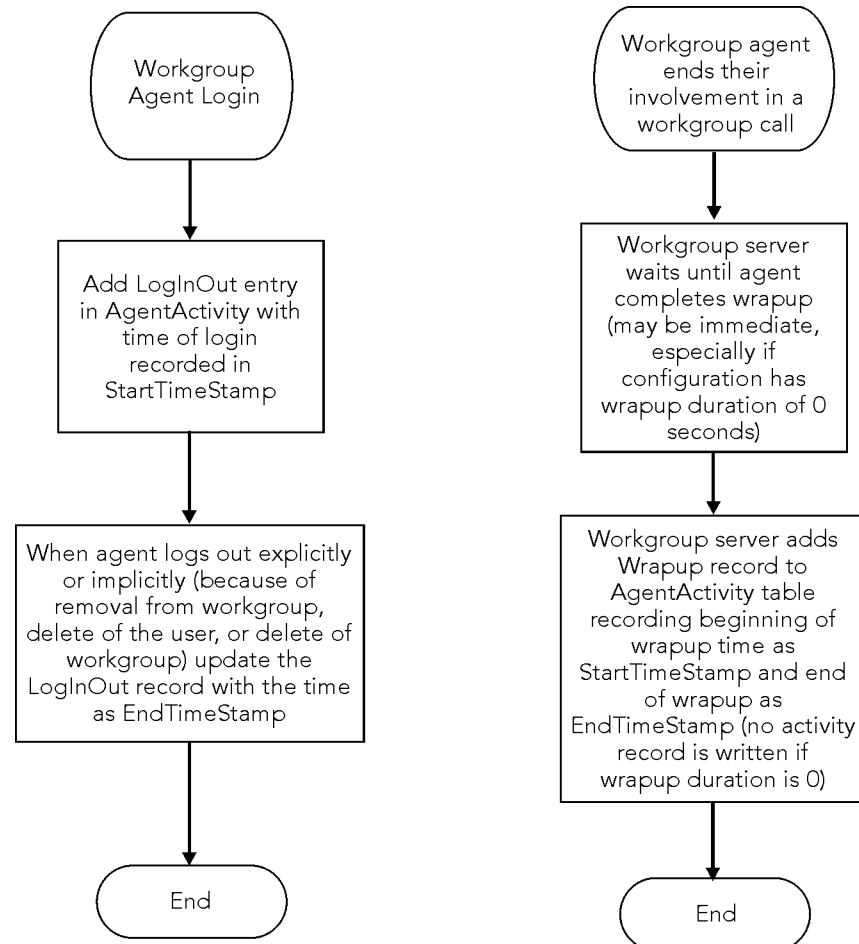 Workgroup
Agent Login
Add LogInOut entry
in AgentActivity with
time of login
recorded in
StartTimeStamp
When agent logs out explicitly
or implicitly (because of
removal from workgroup,
delete of the user, or delete of
workgroup) update the
LogInOut record with the time
as EndTimeStamp
End
Workgroup agent
ends their
involvement in a
workgroup call
Workgroup server
waits until agent
completes wrapup
(may be immediate,
especially if
configuration has
wrapup duration of 0
seconds)
Workgroup server adds
Wrapup record to
AgentActivity table
recording beginning of
wrapup time as
StartTimeStamp and end
of wrapup as
EndTimeStamp (no activity
record is written if
wrapup duration is 0)
End